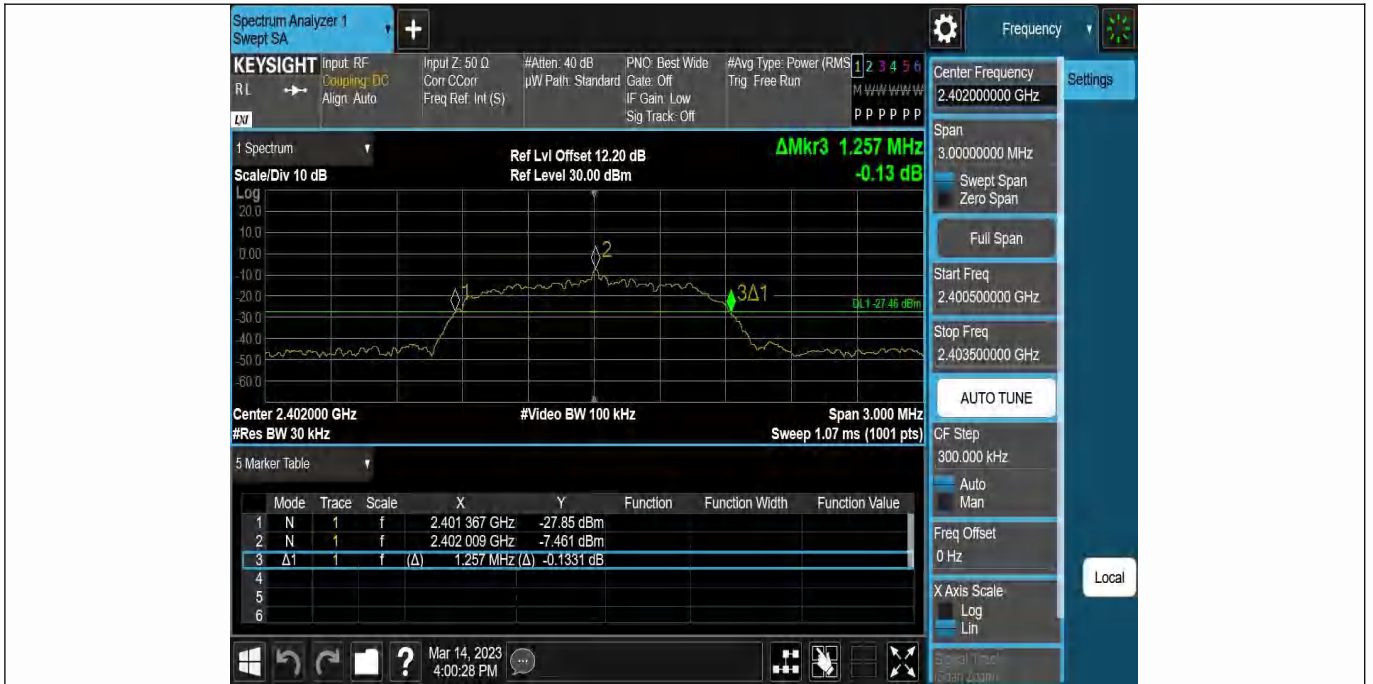 Spectrum Analyzer 1
Swept SA
+
Frequency
KEYSIGHT
RL
LXI
Input: RF
Coupling: DC
Align: Auto
Input Z: 50 Ω
Corr CCorr
Freq Ref: Int (S)
#Atten: 40 dB
µW Path: Standard
PNO: Best Wide
Gate: Off
IF Gain: Low
Sig Track: Off
#Avg Type: Power (RMS
Trig: Free Run
1 2 3 4 5 6
M W W W W W
P P P P P P
1 Spectrum
Scale/Div 10 dB
Ref Lvl Offset 12.20 dB
Ref Level 30.00 dBm
ΔMkr3 1.257 MHz
-0.13 dB
Log
20.0
10.0
0.00
-10.0
-20.0
-30.0
-40.0
-50.0
-60.0
1
2
3Δ1
DL1 -27.46 dBm
Center 2.402000 GHz
#Video BW 100 kHz
Span 3.000 MHz
#Res BW 30 kHz
Sweep 1.07 ms (1001 pts)
5 Marker Table
Mode Trace Scale X Y Function Function Width Function Value
1 N 1 f 2.401 367 GHz -27.85 dBm
2 N 1 f 2.402 009 GHz -7.461 dBm
3 Δ1 1 f (Δ) 1.257 MHz (Δ) -0.1331 dB
4
5
6
Mar 14, 2023
4:00:28 PM
Center Frequency
2.402000000 GHz
Settings
Span
3.00000000 MHz
Swept Span
Zero Span
Full Span
Start Freq
2.400500000 GHz
Stop Freq
2.403500000 GHz
AUTO TUNE
CF Step
300.000 kHz
Auto
Man
Freq Offset
0 Hz
X Axis Scale
Log
Lin
Signal Track
(Span Zoom)
Local